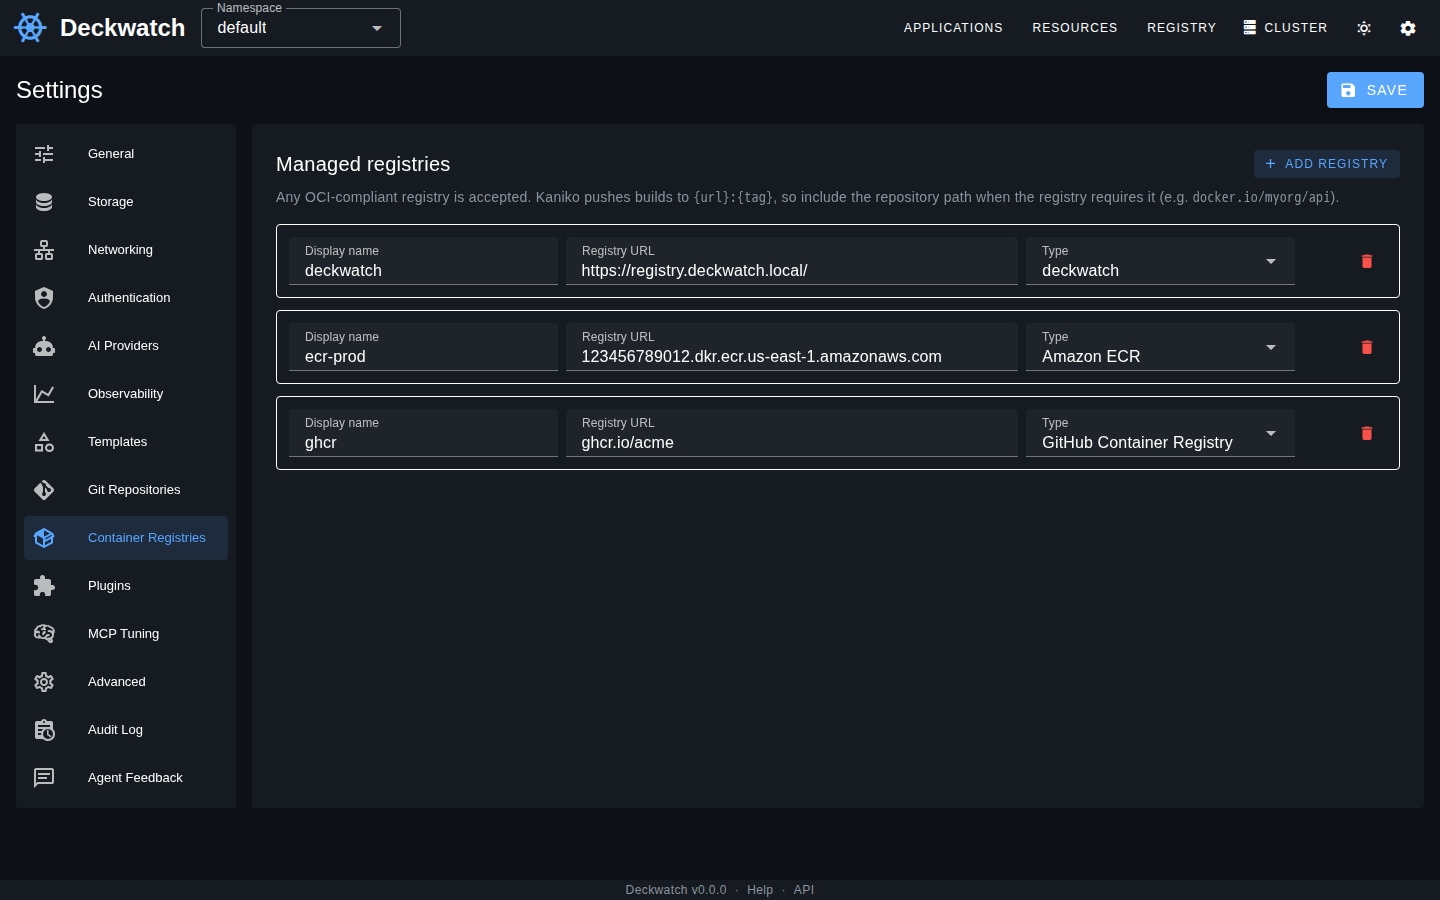 Deckwatch
Namespace
default
APPLICATIONS
RESOURCES
REGISTRY
CLUSTER
Settings
SAVE
General
Storage
Networking
Authentication
AI Providers
Observability
Templates
Git Repositories
Container Registries
Plugins
MCP Tuning
Advanced
Audit Log
Agent Feedback
Managed registries
ADD REGISTRY
Any OCI-compliant registry is accepted. Kaniko pushes builds to {url}:{tag}, so include the repository path when the registry requires it (e.g. docker.io/myorg/api).
Display name
deckwatch
Registry URL
https://registry.deckwatch.local/
Type
deckwatch
Display name
ecr-prod
Registry URL
123456789012.dkr.ecr.us-east-1.amazonaws.com
Type
Amazon ECR
Display name
ghcr
Registry URL
ghcr.io/acme
Type
GitHub Container Registry
Deckwatch v0.0.0 · Help · API